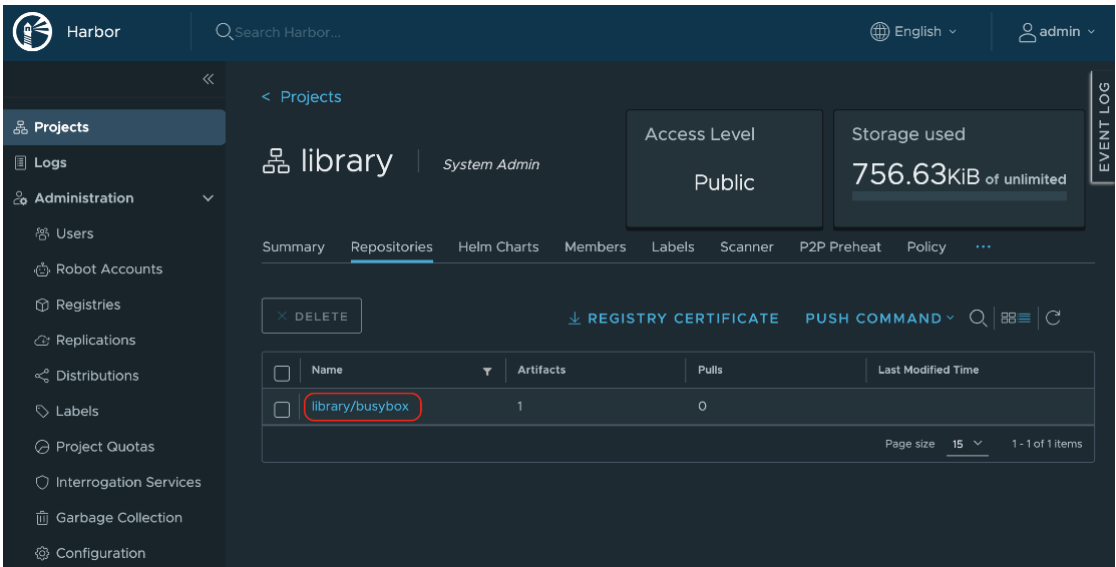 Harbor
Search Harbor...
English
admin
EVENT LOG
Projects
Logs
Administration
Users
Robot Accounts
Registries
Replications
Distributions
Labels
Project Quotas
Interrogation Services
Garbage Collection
Configuration
< Projects
library
System Admin
Access Level
Public
Storage used
756.63KiB of unlimited
Summary Repositories Helm Charts Members Labels Scanner P2P Preheat Policy ...
DELETE
REGISTRY CERTIFICATE PUSH COMMAND
Name Artifacts Pulls Last Modified Time
library/busybox 1 0
Page size 15 1 - 1 of 1 items